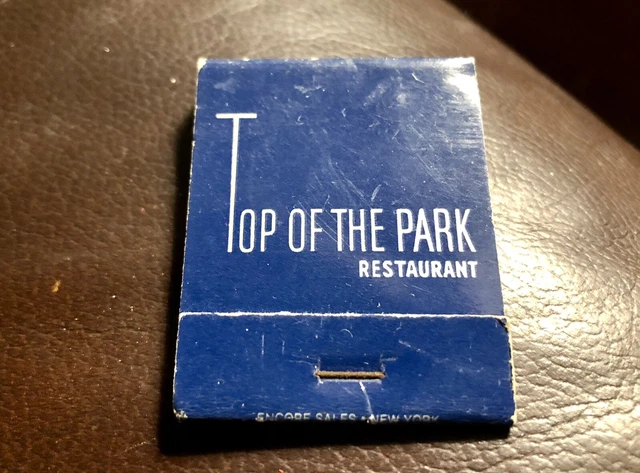 TOP OF THE PARK
RESTAURANT
ENCORE SALES • NEW YORK